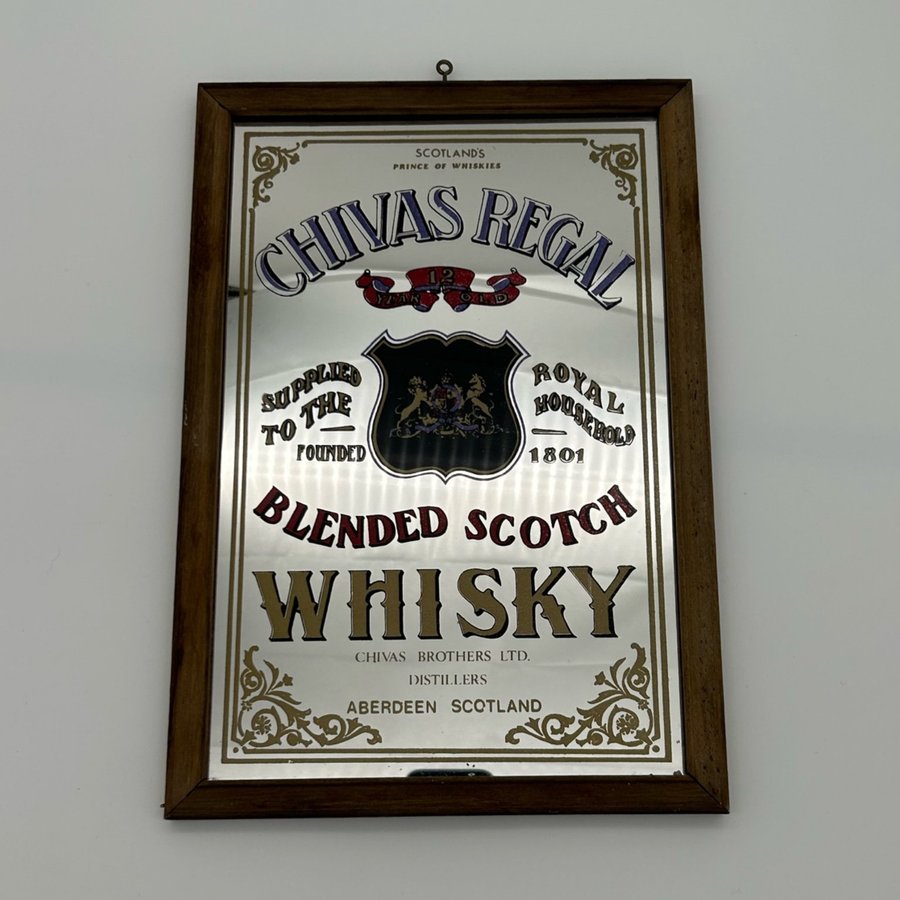 SCOTLAND'S
PRINCE OF WHISKIES
CHIVAS REGAL
12
YEAR OLD
SUPPLIED
TO THE
ROYAL
HOUSEHOLD
FOUNDED
1801
BLENDED SCOTCH
WHISKY
CHIVAS BROTHERS LTD.
DISTILLERS
ABERDEEN SCOTLAND